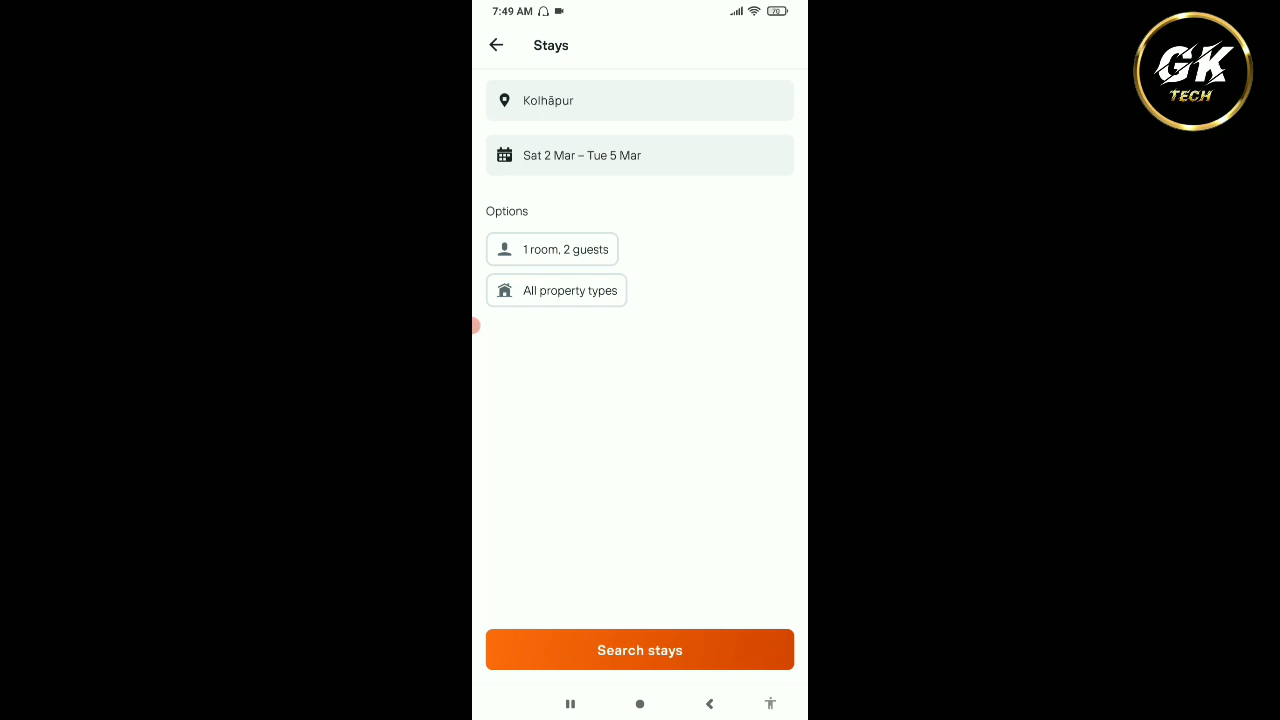 7:49 AM
70
Stays
Kolhāpur
Sat 2 Mar – Tue 5 Mar
Options
1 room, 2 guests
All property types
Search stays
GK
TECH